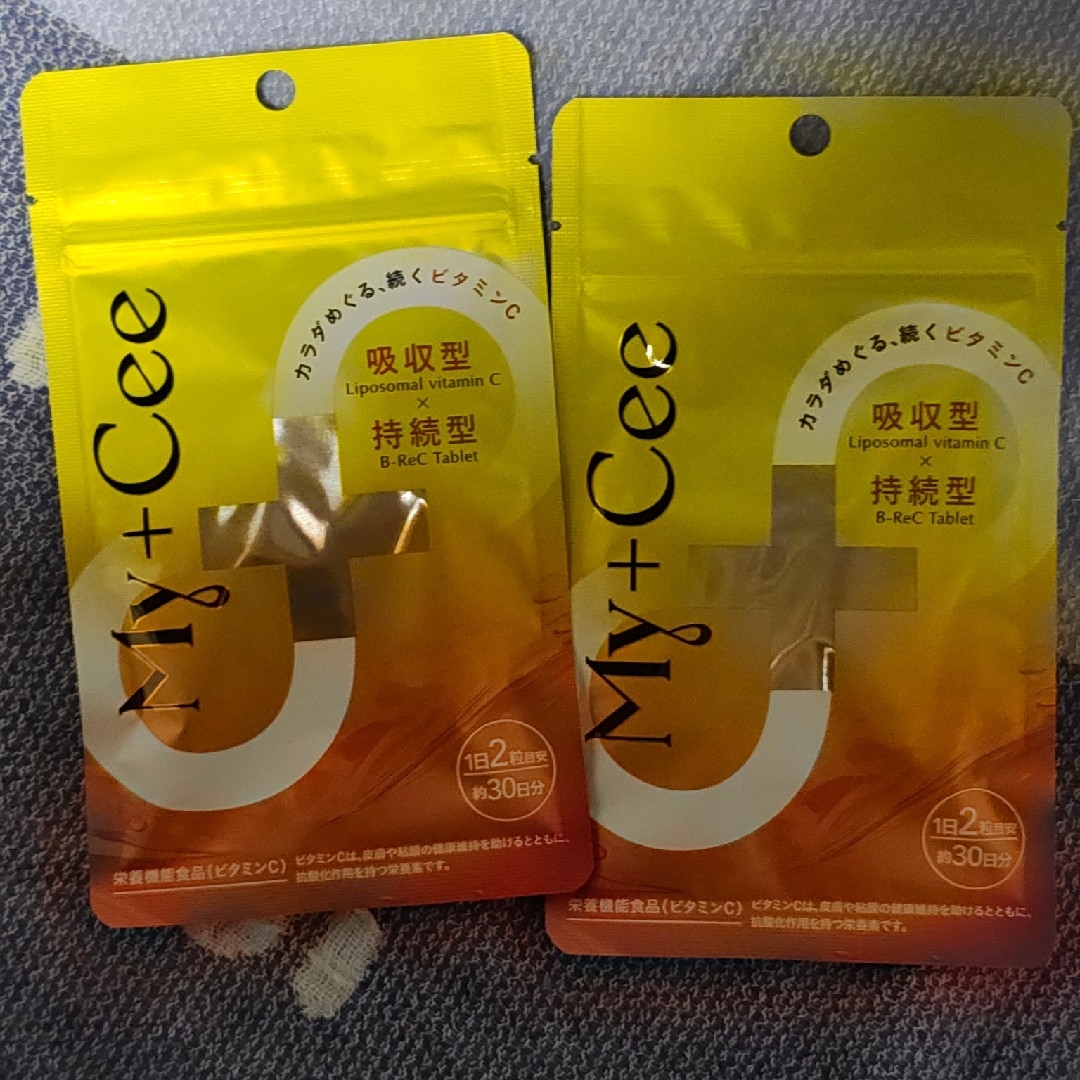 My+Cee
カラダめぐる、続くビタミンC
吸収型
Liposomal vitamin C
×
持続型
B-ReC Tablet
1日2粒目安
約30日分
栄養機能食品(ビタミンC)
ビタミンCは、皮膚や粘膜の健康維持を助けるとともに、
抗酸化作用を持つ栄養素です。
My+Cee
カラダめぐる、続くビタミンC
吸収型
Liposomal vitamin C
×
持続型
B-ReC Tablet
1日2粒目安
約30日分
栄養機能食品(ビタミンC)
ビタミンCは、皮膚や粘膜の健康維持を助けるとともに、
抗酸化作用を持つ栄養素です。